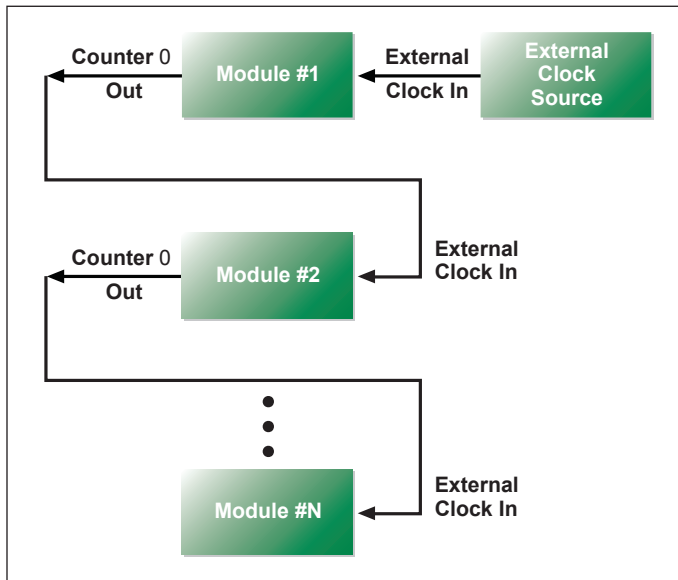 Counter 0
Out
Module #1
External
Clock In
External
Clock
Source
Counter 0
Out
Module #2
External
Clock In
Module #N
External
Clock In